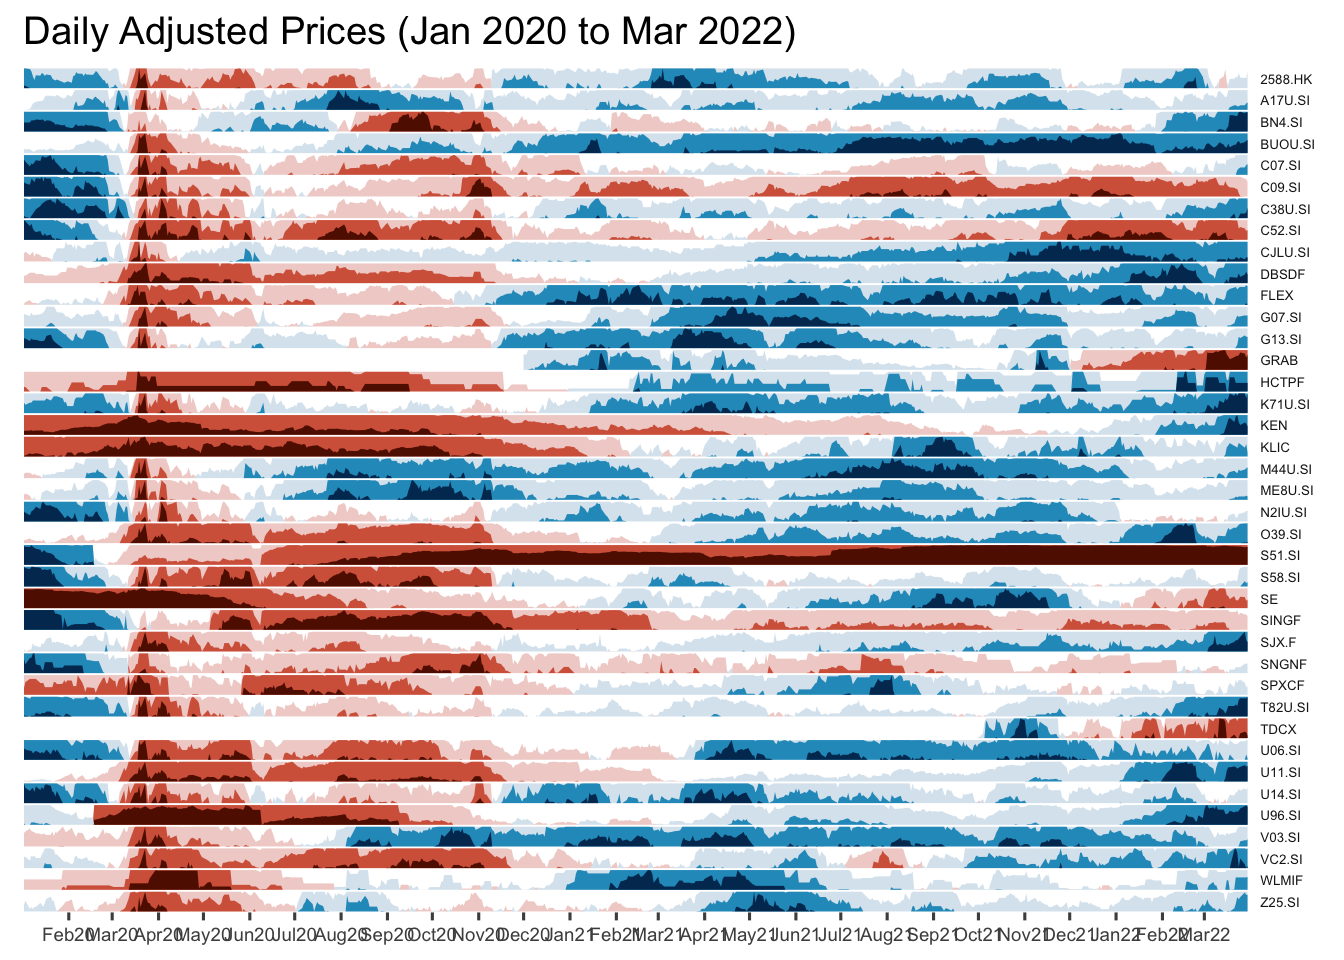 Daily Adjusted Prices (Jan 2020 to Mar 2022)
2588.HK
A17U.SI
BN4.SI
BUOU.SI
C07.SI
C09.SI
C38U.SI
C52.SI
CJLU.SI
DBSDF
FLEX
G07.SI
G13.SI
GRAB
HCTPF
K71U.SI
KEN
KLIC
M44U.SI
ME8U.SI
N2IU.SI
O39.SI
S51.SI
S58.SI
SE
SINGF
SJX.F
SNGNF
SPXCF
T82U.SI
TDCX
U06.SI
U11.SI
U14.SI
U96.SI
V03.SI
VC2.SI
WLMIF
Z25.SI
Feb20 Mar20 Apr20 May20 Jun20 Jul20 Aug20 Sep20 Oct20 Nov20 Dec20 Jan21 Feb21 Mar21 Apr21 May21 Jun21 Jul21 Aug21 Sep21 Oct21 Nov21 Dec21 Jan22 Feb22 Mar22